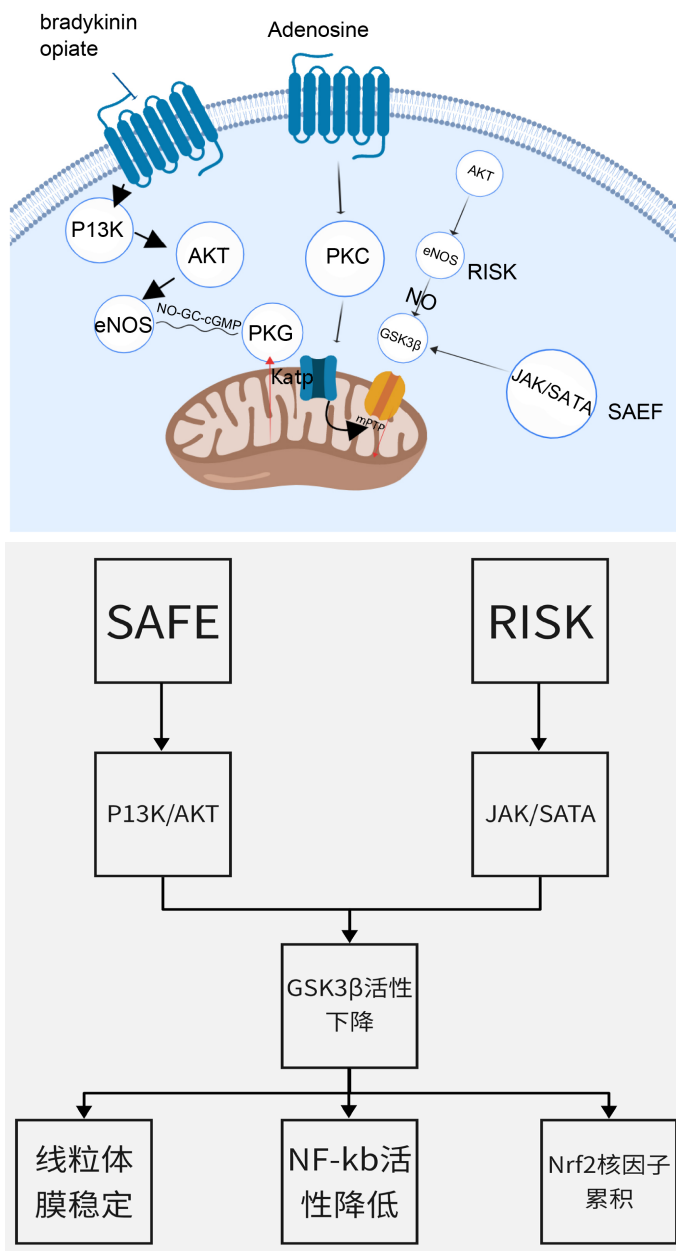 bradykinin
opiate
Adenosine
P13K
AKT
eNOS
NO-GC-cGMP
PKG
PKC
AKT
eNOS
RISK
NO
GSK3β
Katp
mPTP
JAK/SATA
SAEF
SAFE
RISK
P13K/AKT
JAK/SATA
GSK3β活性
下降
线粒体
膜稳定
NF-kb活
性降低
Nrf2核因子
累积